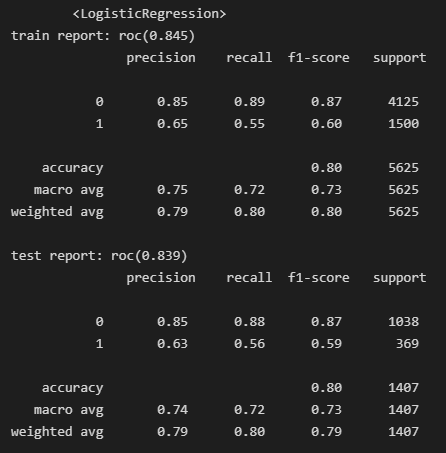 <LogisticRegression>
train report: roc(0.845)
precision recall f1-score support
0 0.85 0.89 0.87 4125
1 0.65 0.55 0.60 1500
accuracy 0.80 5625
macro avg 0.75 0.72 0.73 5625
weighted avg 0.79 0.80 0.80 5625
test report: roc(0.839)
precision recall f1-score support
0 0.85 0.88 0.87 1038
1 0.63 0.56 0.59 369
accuracy 0.80 1407
macro avg 0.74 0.72 0.73 1407
weighted avg 0.79 0.80 0.79 1407